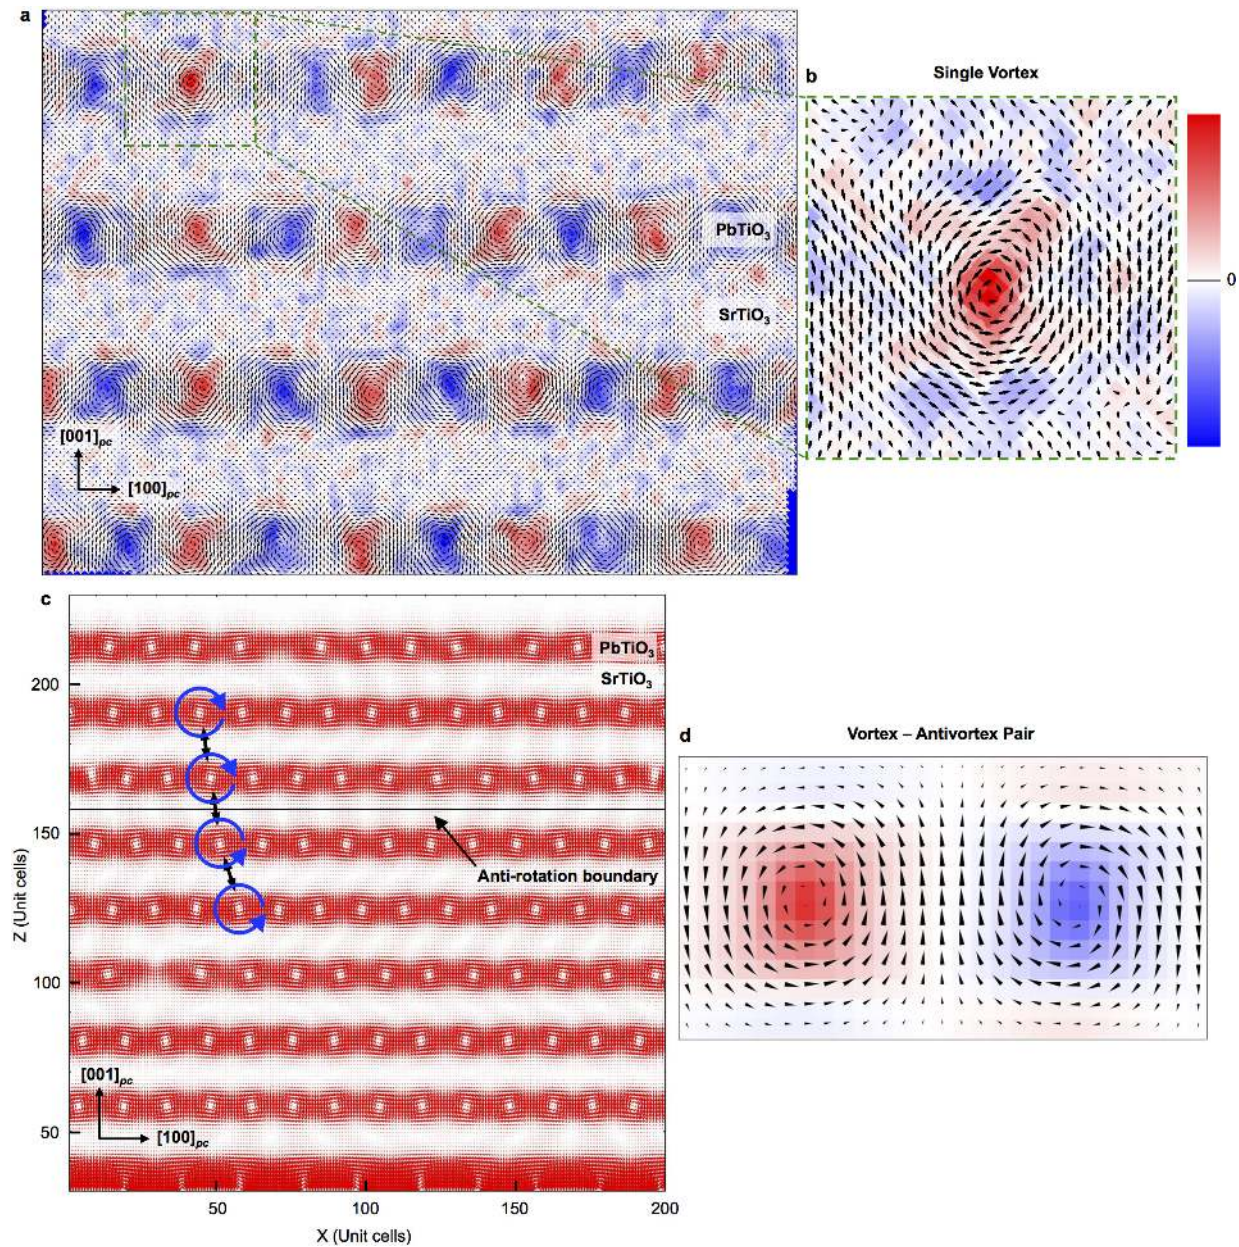 a
PbTiO₃
SrTiO₃
[001]pc
[100]pc
b
Single Vortex
0
c
PbTiO₃
SrTiO₃
200
150
100
50
Z (Unit cells)
Anti-rotation boundary
[001]pc
[100]pc
50
100
150
200
X (Unit cells)
d
Vortex – Antivortex Pair